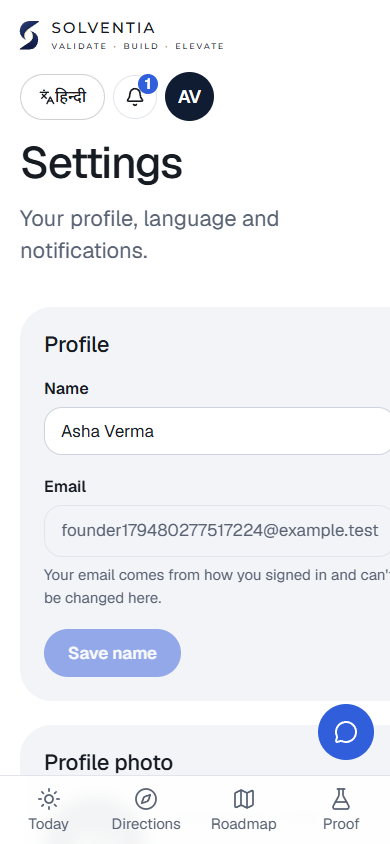 SOLVENTIA
VALIDATE · BUILD · ELEVATE
हिन्दी
1
AV
Settings
Your profile, language and
notifications.
Profile
Name
Asha Verma
Email
founder179480277517224@example.test
Your email comes from how you signed in and can'
be changed here.
Save name
Profile photo
Today
Directions
Roadmap
Proof